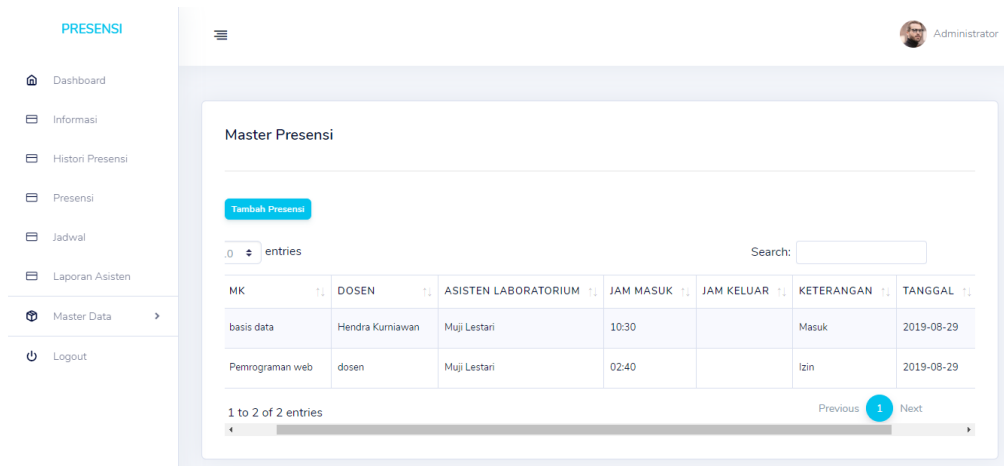 PRESENSI
Administrator
Dashboard
Informasi
Histori Presensi
Presensi
Jadwal
Laporan Asisten
Master Data
Logout
Master Presensi
Tambah Presensi
entries
Search:
MK DOSEN ASISTEN LABORATORIUM JAM MASUK JAM KELUAR KETERANGAN TANGGAL
basis data Hendra Kurniawan Muji Lestari 10:30 Masuk 2019-08-29
Pemrograman web dosen Muji Lestari 02:40 Izin 2019-08-29
1 to 2 of 2 entries
Previous 1 Next